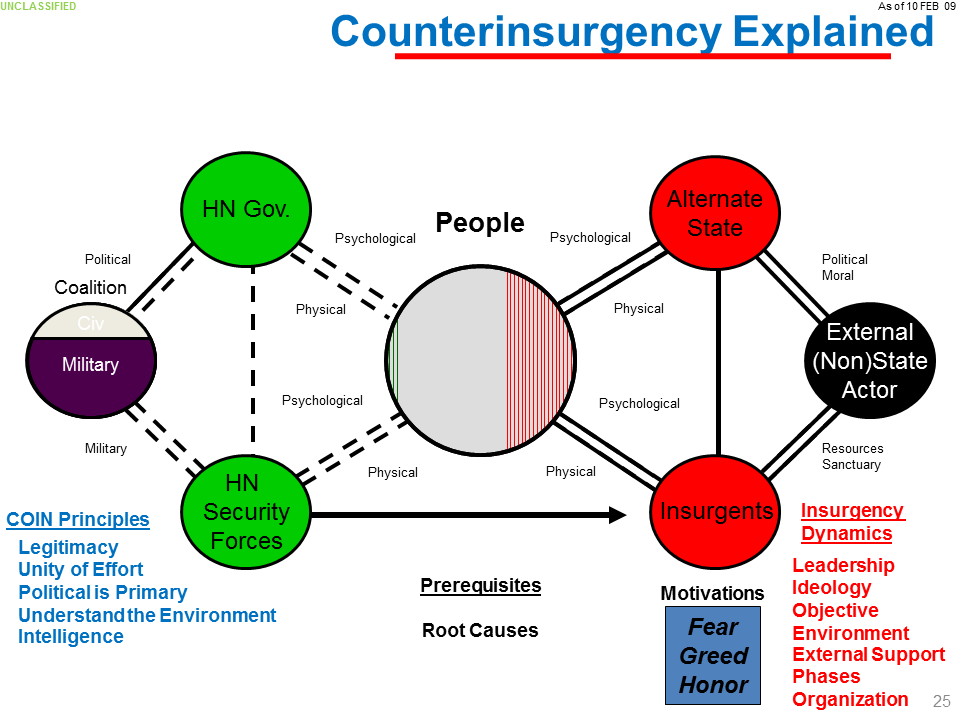 UNCLASSIFIED
As of 10 FEB 09
Counterinsurgency Explained
HN Gov.
Alternate
State
People
Psychological
Psychological
Political
Political
Moral
Coalition
Physical
Physical
Civ
Military
External
(Non)State
Actor
Psychological
Psychological
Military
Physical
Physical
Resources
Sanctuary
HN
Security
Forces
Insurgents
COIN Principles
Legitimacy
Unity of Effort
Political is Primary
Understand the Environment
Intelligence
Prerequisites
Root Causes
Motivations
Fear
Greed
Honor
Insurgency
Dynamics
Leadership
Ideology
Objective
Environment
External Support
Phases
Organization
25